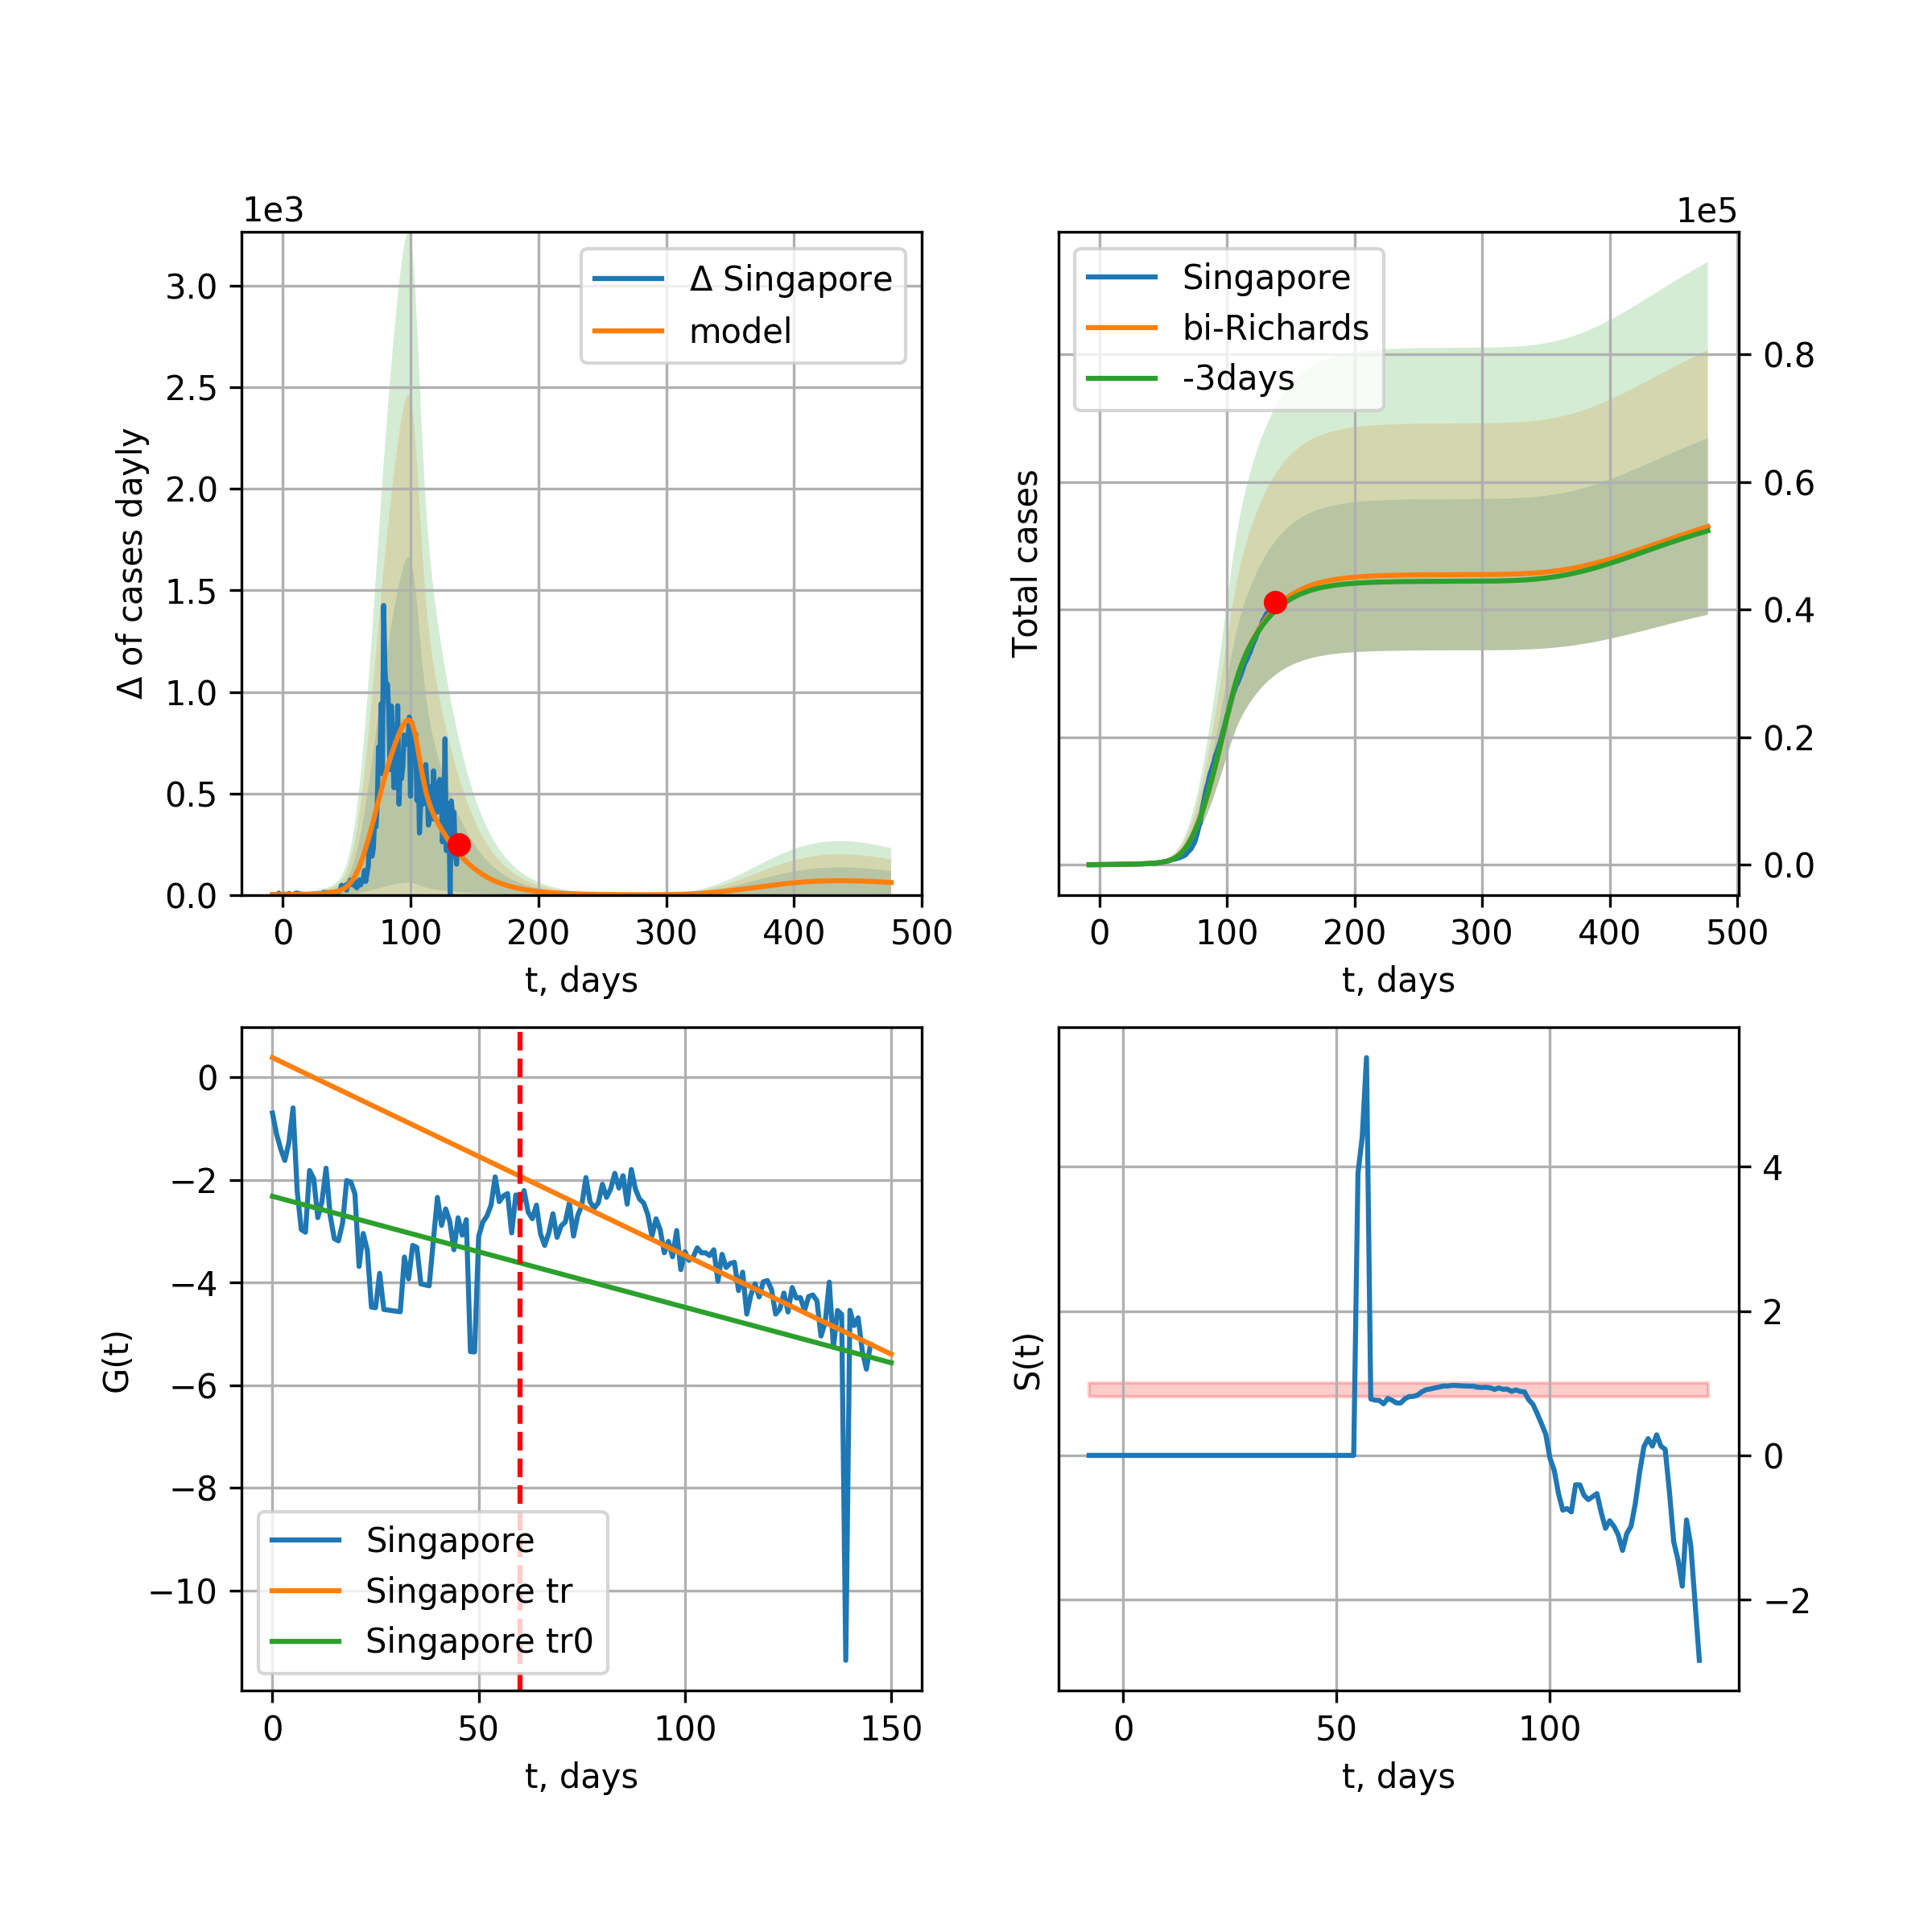 1e3
Δ of cases dayly
3.0
2.5
2.0
1.5
1.0
0.5
0.0
Δ Singapore
model
0 100 200 300 400 500
t, days
1e5
Total cases
Singapore
bi-Richards
-3days
0.8
0.6
0.4
0.2
0.0
0 100 200 300 400 500
t, days
G(t)
0
−2
−4
−6
−8
−10
Singapore
Singapore tr
Singapore tr0
0 50 100 150
t, days
S(t)
4
2
0
−2
0 50 100
t, days